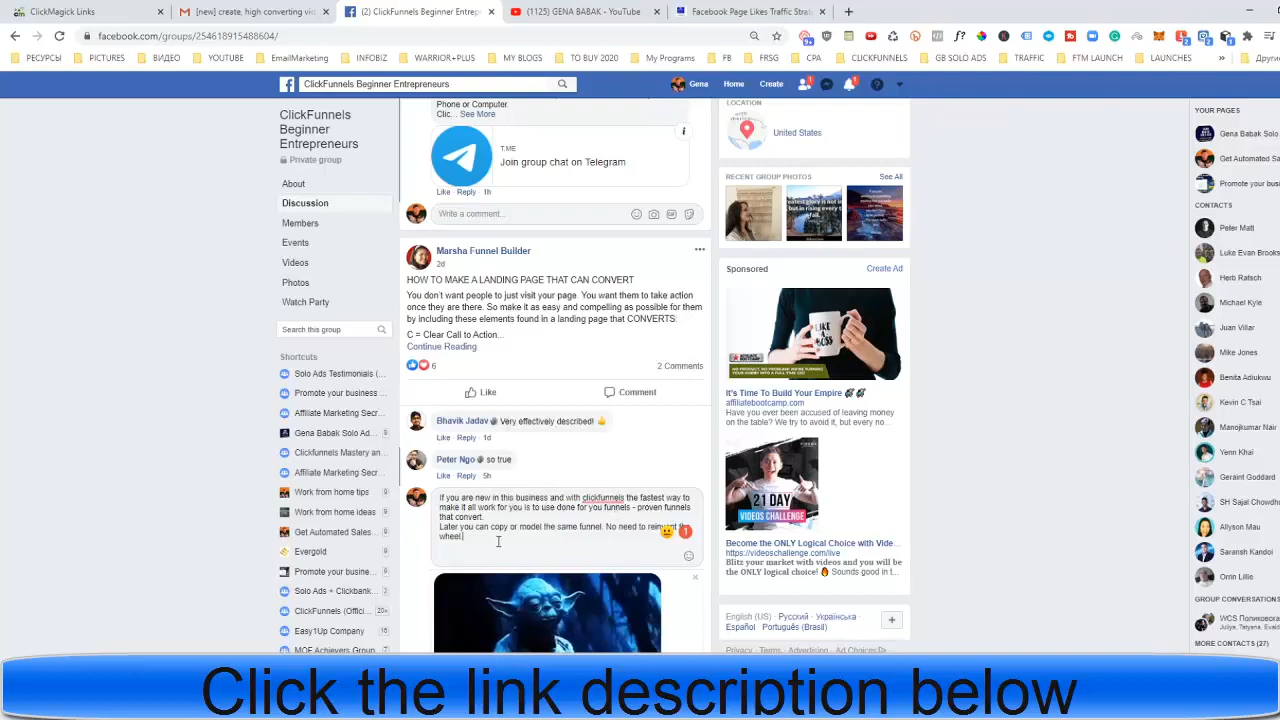 ClickMagick Links
[new] create, high converting vi
(2) ClickFunnels Beginner Entrep
(1125) GENA BABAK - YouTube
Facebook Page Likes Traffic Strate
facebook.com/groups/254618915488604/
РЕСУРСЫ
PICTURES
ВИДЕО
YOUTUBE
EmailMarketing
INFOBIZ
WARRIOR+PLUS
MY BLOGS
TO BUY 2020
My Programs
FB
FRSG
CPA
CLICKFUNNELS
GB SOLO ADS
TRAFFIC
FTM LAUNCH
LAUNCHES
»
ClickFunnels Beginner Entrepreneurs
Gena
Home
Create
ClickFunnels
Beginner
Entrepreneurs
Private group
About
Discussion
Members
Events
Videos
Photos
Watch Party
Search this group
Shortcuts
Solo Ads Testimonials (...
Promote your business ...
Affiliate Marketing Secr...
Gena Babak Solo Ad... 9
Clickfunnels Mastery an...
Affiliate Marketing Secr...
Work from home tips 9
Work from home ideas 9
Get Automated Sales...
Evergold
Promote your busine...
Solo Ads + Clickbank... 2
ClickFunnels (Offici... 20+
Easy1Up Company 16
MOF Achievers Group
Phone or Computer
Clic... See More
T.ME
Join group chat on Telegram
Like · Reply · 1h
Write a comment...
Marsha Funnel Builder
2d
HOW TO MAKE A LANDING PAGE THAT CAN CONVERT
You don't want people to just visit your page. You want them to take action
once they are there. So make it as easy and compelling as possible for them
by including these elements found in a landing page that CONVERTS:
C = Clear Call to Action...
Continue Reading
6
2 Comments
Like
Comment
Bhavik Jadav Very effectively described!
Like · Reply · 1d
Peter Ngo so true
Like · Reply · 5h
If you are new in this business and with clickfunnels the fastest way to
make it all work for you is to use done for you funnels - proven funnels
that convert.
Later you can copy or model the same funnel. No need to reinvent the
wheel.
LOCATION
United States
RECENT GROUP PHOTOS
See All
Sponsored
Create Ad
LIKE A BO$$
It's Time To Build Your Empire
affiliatebootcamp.com
Have you ever been accused of leaving money
on the table? We try to avoid it, but every no...
21 DAY
VIDEOS CHALLENGE
Become the ONLY Logical Choice with Vide...
https://videoschallenge.com/live
Blitz your market with videos and you will be
the ONLY logical choice! Sounds good in t...
English (US) · Русский · Українська ·
Español · Português (Brasil)
Privacy · Terms · Advertising · Ad Choices
YOUR PAGES
Gena Babak Solo
Get Automated Sa
Promote your bus
CONTACTS
Peter Matt
Luke Evan Brooks
Herb Ratsch
Michael Kyle
Juan Villar
Mike Jones
Benita Adiukwu
Kevin C Tsai
Manojkumar Nair
Yenn Khai
Geraint Goddard
SH Sajal Chowdhu
Allyson Mau
Saransh Kandoi
Orrin Lillie
GROUP CONVERSATIONS
WCS Поликовска
MORE CONTACTS (27)
Click the link description below